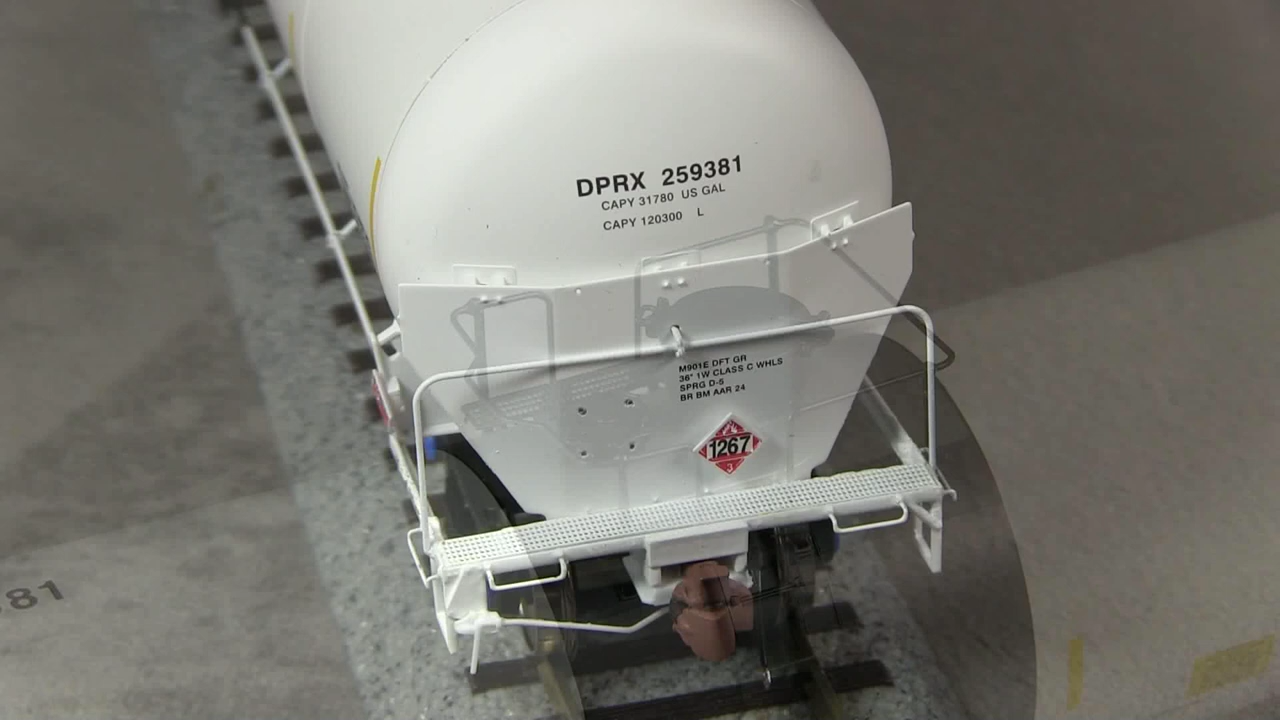 DPRX 259381
CAPY 31780 US GAL
CAPY 120300 L
M901E DFT GR
36" 1W CLASS C WHLS
SPRG D-5
BR BM AAR 24
1267
3
81